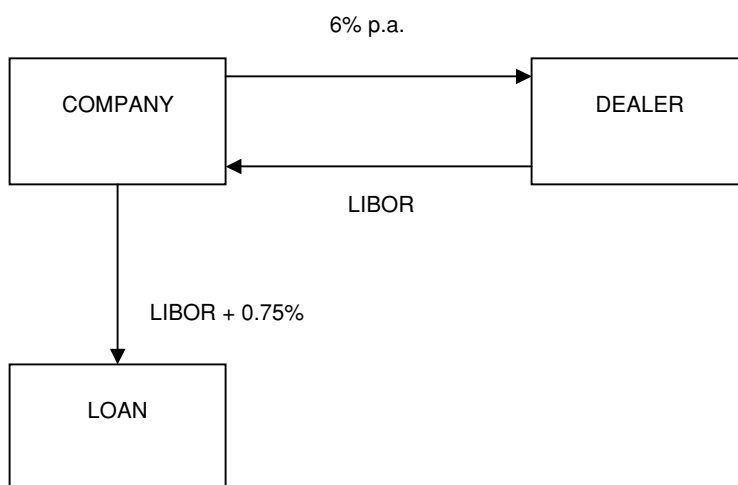 6% p.a.
COMPANY
DEALER
LIBOR
LIBOR + 0.75%
LOAN